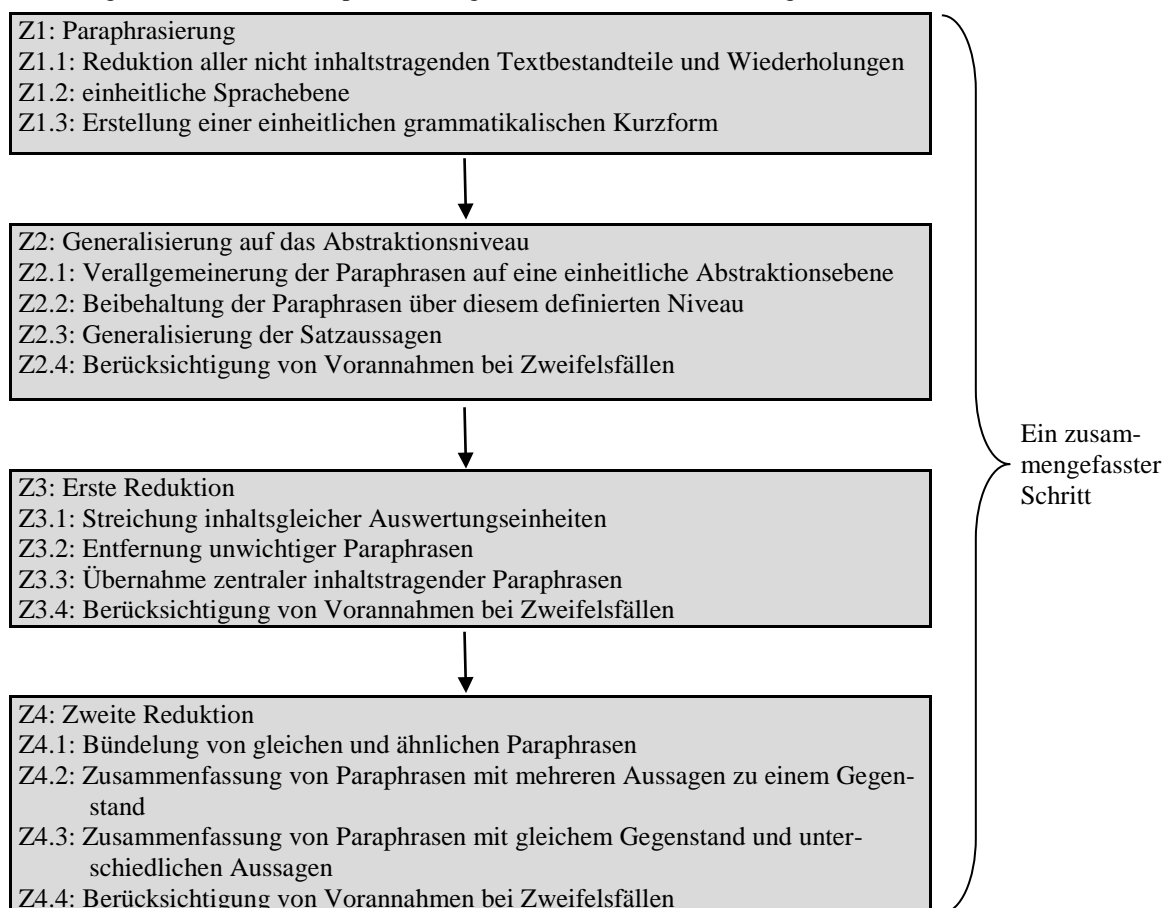 Z1: Paraphrasierung
Z1.1: Reduktion aller nicht inhaltstragenden Textbestandteile und Wiederholungen
Z1.2: einheitliche Sprachebene
Z1.3: Erstellung einer einheitlichen grammatikalischen Kurzform
Z2: Generalisierung auf das Abstraktionsniveau
Z2.1: Verallgemeinerung der Paraphrasen auf eine einheitliche Abstraktionsebene
Z2.2: Beibehaltung der Paraphrasen über diesem definierten Niveau
Z2.3: Generalisierung der Satzaussagen
Z2.4: Berücksichtigung von Vorannahmen bei Zweifelsfällen
Ein zusam-
mengefasster
Schritt
Z3: Erste Reduktion
Z3.1: Streichung inhaltsgleicher Auswertungseinheiten
Z3.2: Entfernung unwichtiger Paraphrasen
Z3.3: Übernahme zentraler inhaltstragender Paraphrasen
Z3.4: Berücksichtigung von Vorannahmen bei Zweifelsfällen
Z4: Zweite Reduktion
Z4.1: Bündelung von gleichen und ähnlichen Paraphrasen
Z4.2: Zusammenfassung von Paraphrasen mit mehreren Aussagen zu einem Gegen-
stand
Z4.3: Zusammenfassung von Paraphrasen mit gleichem Gegenstand und unter-
schiedlichen Aussagen
Z4.4: Berücksichtigung von Vorannahmen bei Zweifelsfällen